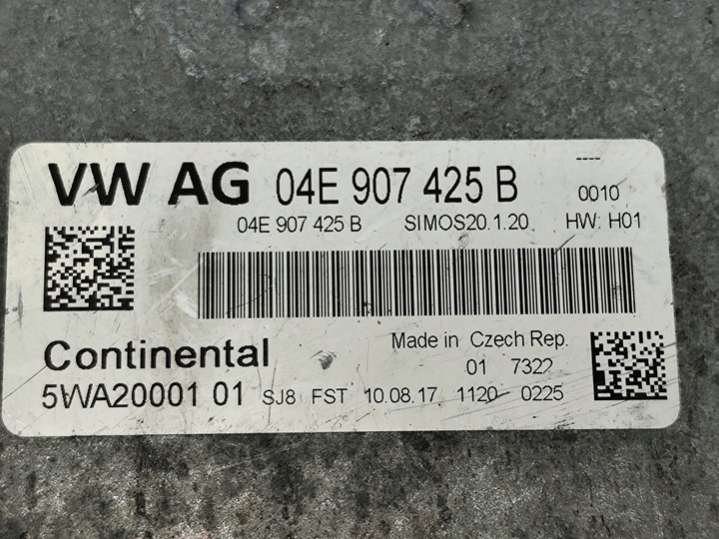 ----
VW AG 04E 907 425 B 0010
04E 907 425 B SIMOS20.1.20 HW: H01
Continental Made in Czech Rep.
01 7322
5WA20001 01 SJ8 FST 10.08.17 1120 0225